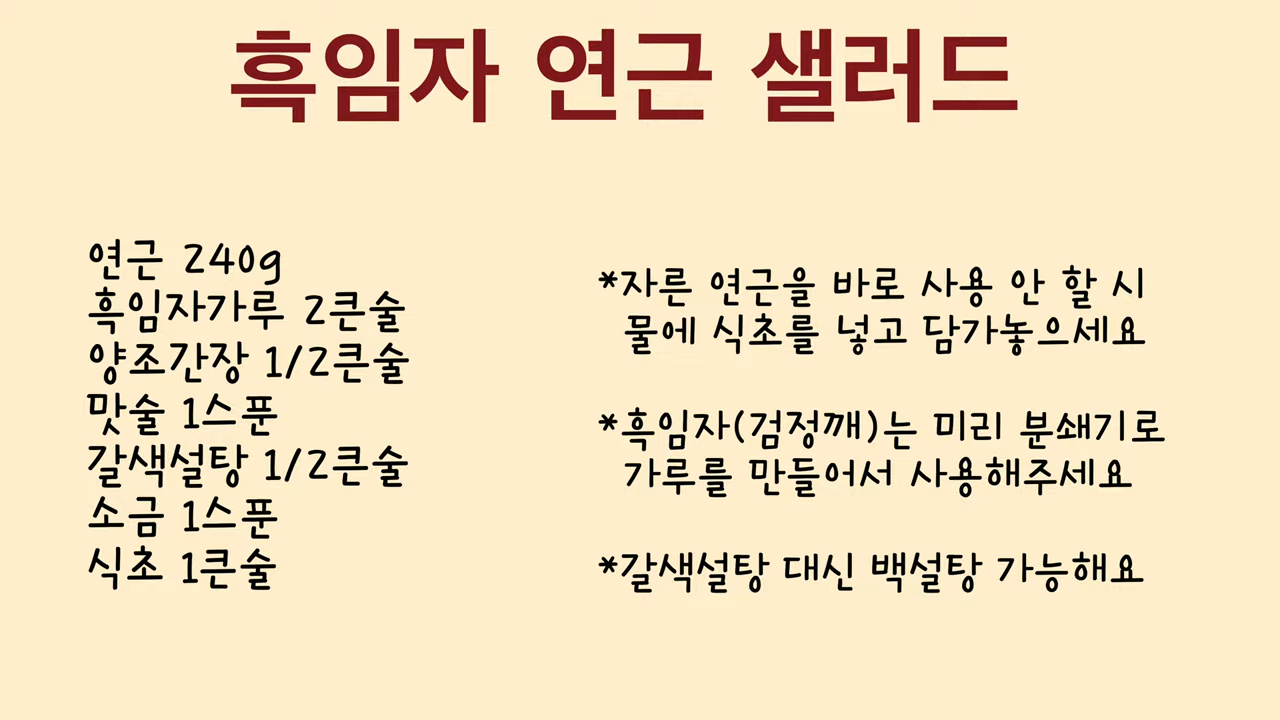 흑임자 연근 샐러드
연근 240g
흑임자가루 2큰술
양조간장 1/2큰술
맛술 1스푼
갈색설탕 1/2큰술
소금 1스푼
식초 1큰술
*자른 연근을 바로 사용 안 할 시
물에 식초를 넣고 담가놓으세요
*흑임자(검정깨)는 미리 분쇄기로
가루를 만들어서 사용해주세요
*갈색설탕 대신 백설탕 가능해요